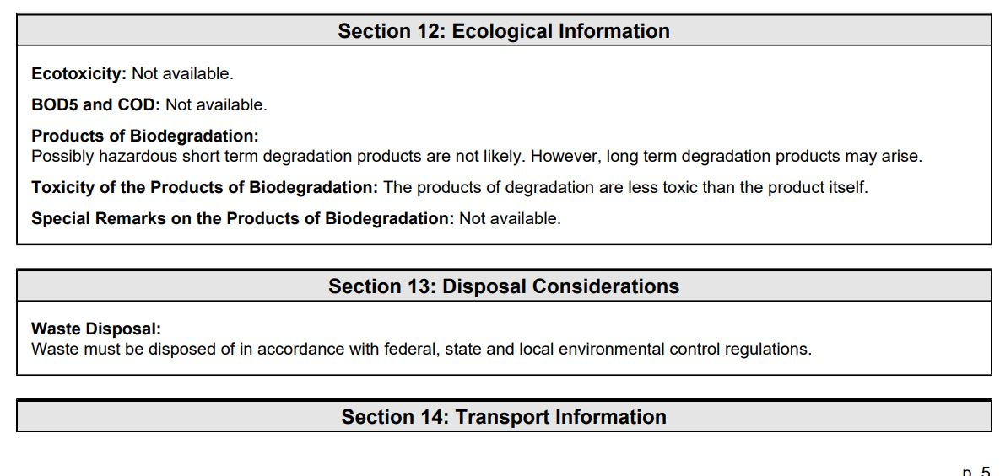 Section 12: Ecological Information
Ecotoxicity: Not available.
BOD5 and COD: Not available.
Products of Biodegradation:
Possibly hazardous short term degradation products are not likely. However, long term degradation products may arise.
Toxicity of the Products of Biodegradation: The products of degradation are less toxic than the product itself.
Special Remarks on the Products of Biodegradation: Not available.
Section 13: Disposal Considerations
Waste Disposal:
Waste must be disposed of in accordance with federal, state and local environmental control regulations.
Section 14: Transport Information
p. 5